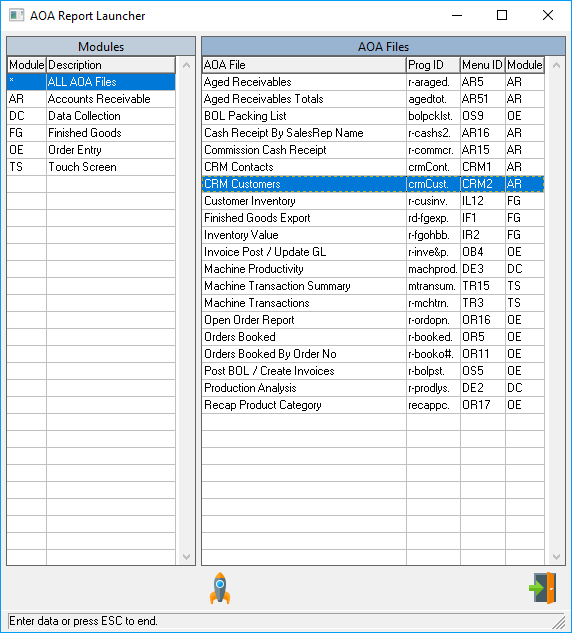 AOA Report Launcher
Modules
Module Description
* ALL AOA Files
AR Accounts Receivable
DC Data Collection
FG Finished Goods
OE Order Entry
TS Touch Screen
AOA Files
AOA File Prog ID Menu ID Module
Aged Receivables r-araged. AR5 AR
Aged Receivables Totals agedtot. AR51 AR
BOL Packing List bolpcklst. OS9 OE
Cash Receipt By SalesRep Name r-cashs2. AR16 AR
Commission Cash Receipt r-commcr. AR15 AR
CRM Contacts crmCont. CRM1 AR
CRM Customers crmCust. CRM2 AR
Customer Inventory r-cusinv. IL12 FG
Finished Goods Export rd-fgexp. IF1 FG
Inventory Value r-fgohbb. IR2 FG
Invoice Post / Update GL r-inve&p. OB4 OE
Machine Productivity machprod. DE3 DC
Machine Transaction Summary mtransum. TR15 TS
Machine Transactions r-mchtrn. TR3 TS
Open Order Report r-ordopn. OR16 OE
Orders Booked r-booked. OR5 OE
Orders Booked By Order No r-booko#. OR11 OE
Post BOL / Create Invoices r-bolpst. OS5 OE
Production Analysis r-prodlys. DE2 DC
Recap Product Category recappc. OR17 OE
Enter data or press ESC to end.